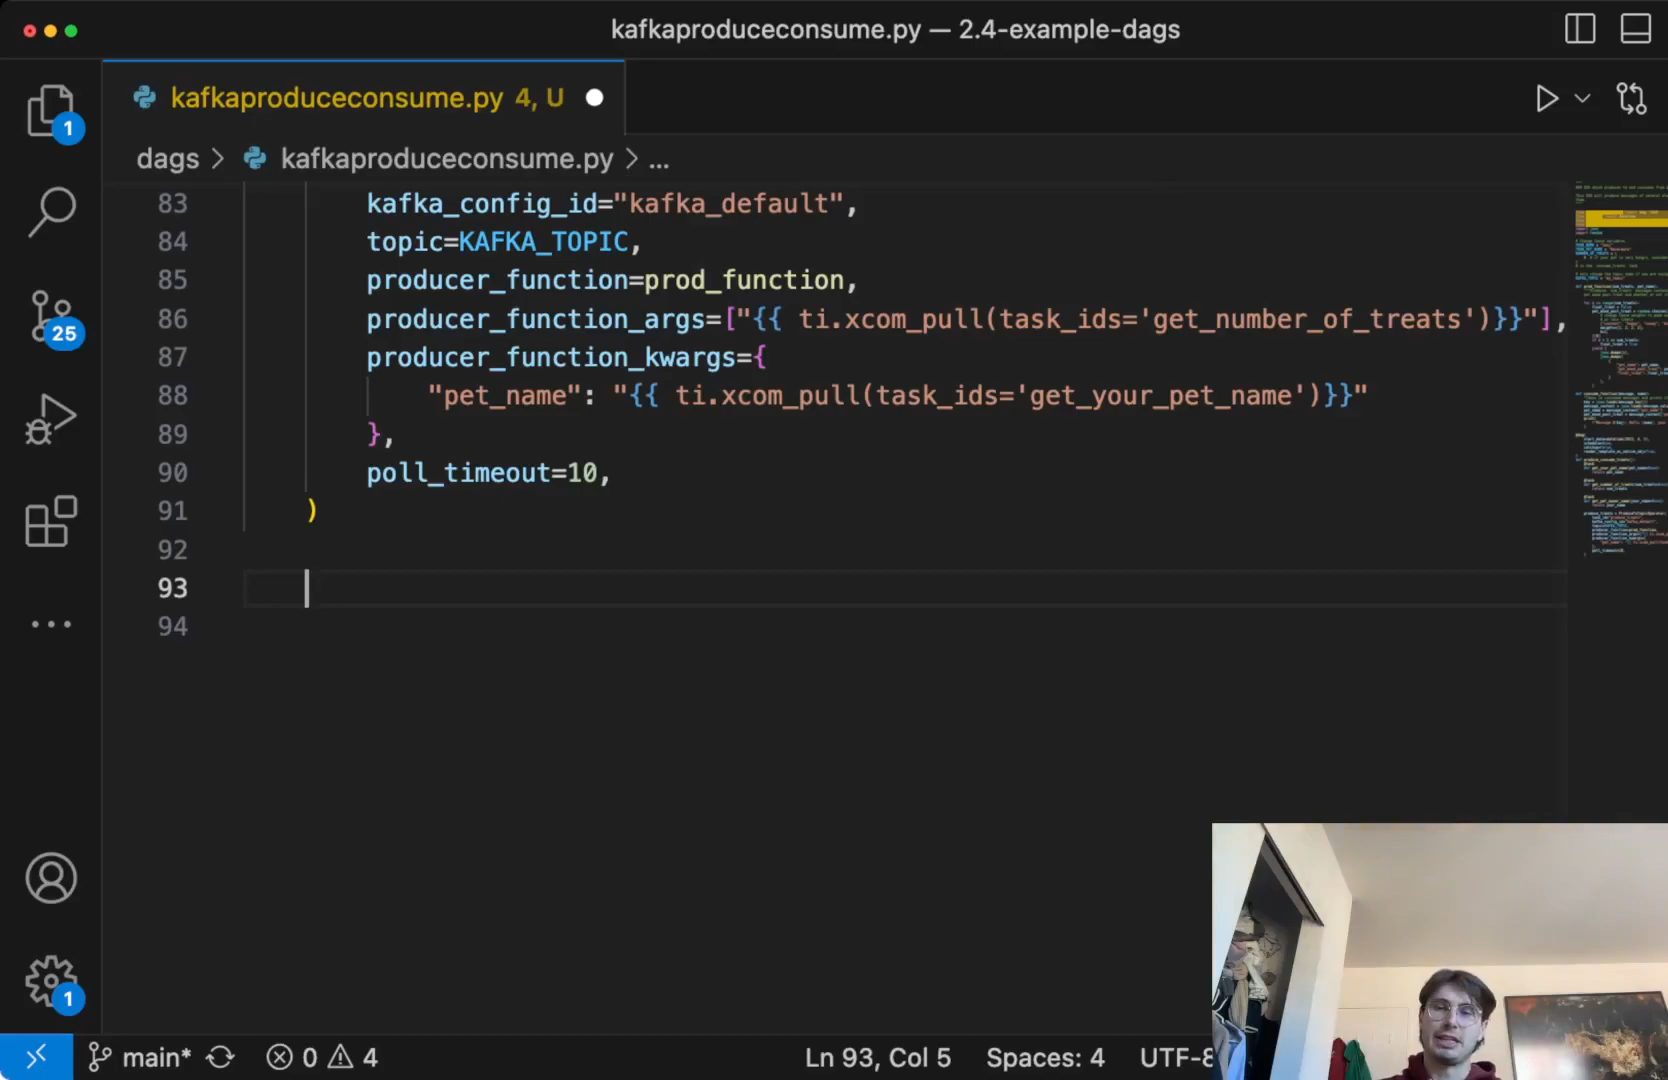 kafkaproduceconsume.py — 2.4-example-dags
kafkaproduceconsume.py 4, U
dags > kafkaproduceconsume.py > ...
83 kafka_config_id="kafka_default",
84 topic=KAFKA_TOPIC,
85 producer_function=prod_function,
86 producer_function_args=["{{ ti.xcom_pull(task_ids='get_number_of_treats')}}"],
87 producer_function_kwargs={
88 "pet_name": "{{ ti.xcom_pull(task_ids='get_your_pet_name')}}"
89 },
90 poll_timeout=10,
91 )
92
93
94
1
25
1
main* 0 4 Ln 93, Col 5 Spaces: 4 UTF-8